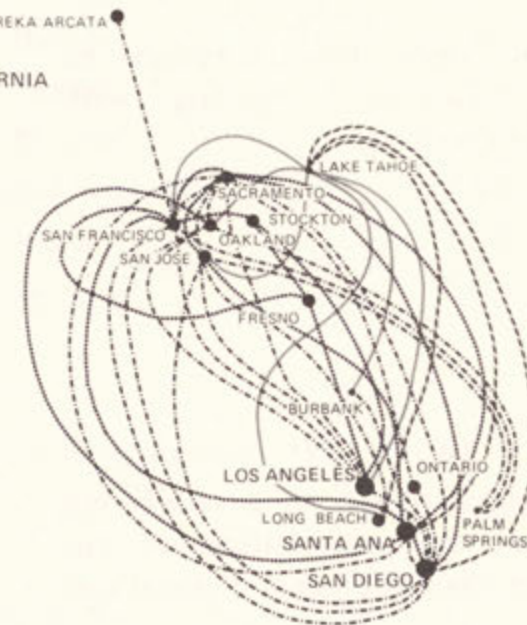 REKA ARCATA
RNIA
LAKE TAHOE
SACRAMENTO
STOCKTON
SAN FRANCISCO
OAKLAND
SAN JOSE
FRESNO
BURBANK
LOS ANGELES
ONTARIO
LONG BEACH
PALM
SPRINGS
SANTA ANA
SAN DIEGO